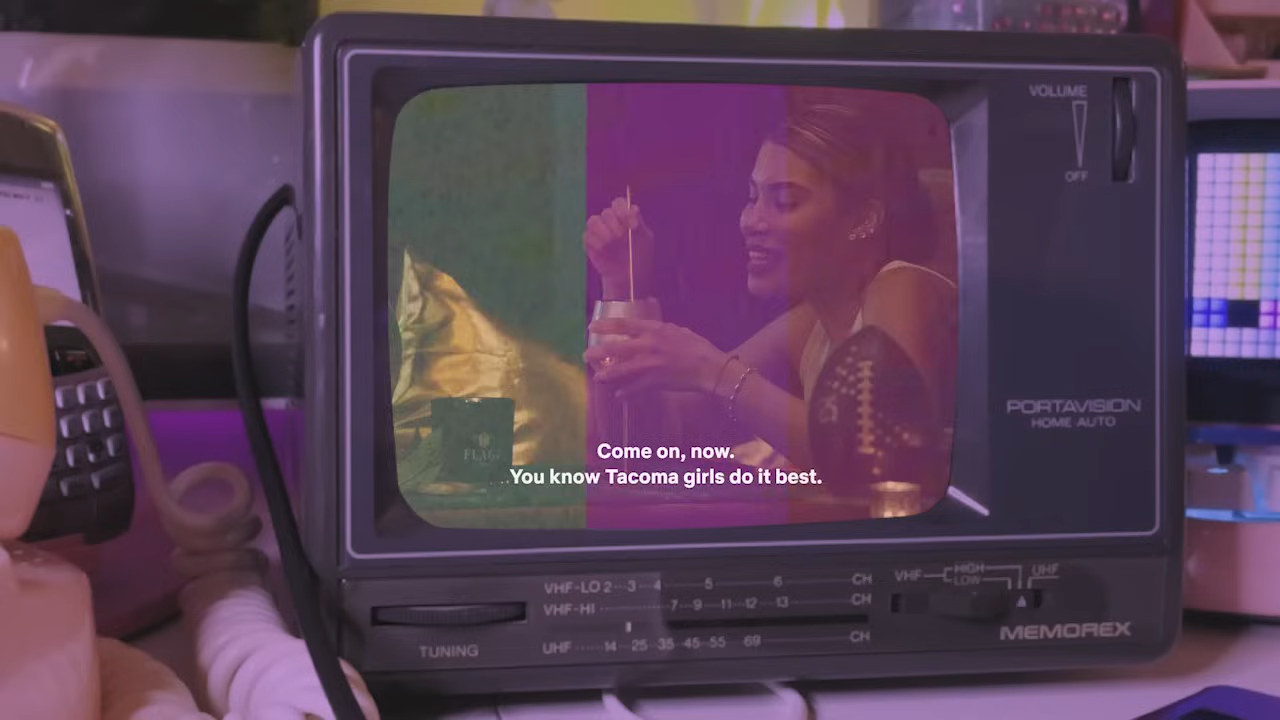 VOLUME
OFF
PORTAVISION
HOME AUTO
FLAG
Come on, now.
You know Tacoma girls do it best.
VHF-LO 2 3 4 5 6 CH
VHF-HI 7 9 11 12 13 CH
UHF 14 25 35 45 55 69 CH
TUNING
VHF HIGH LOW UHF
MEMOREX